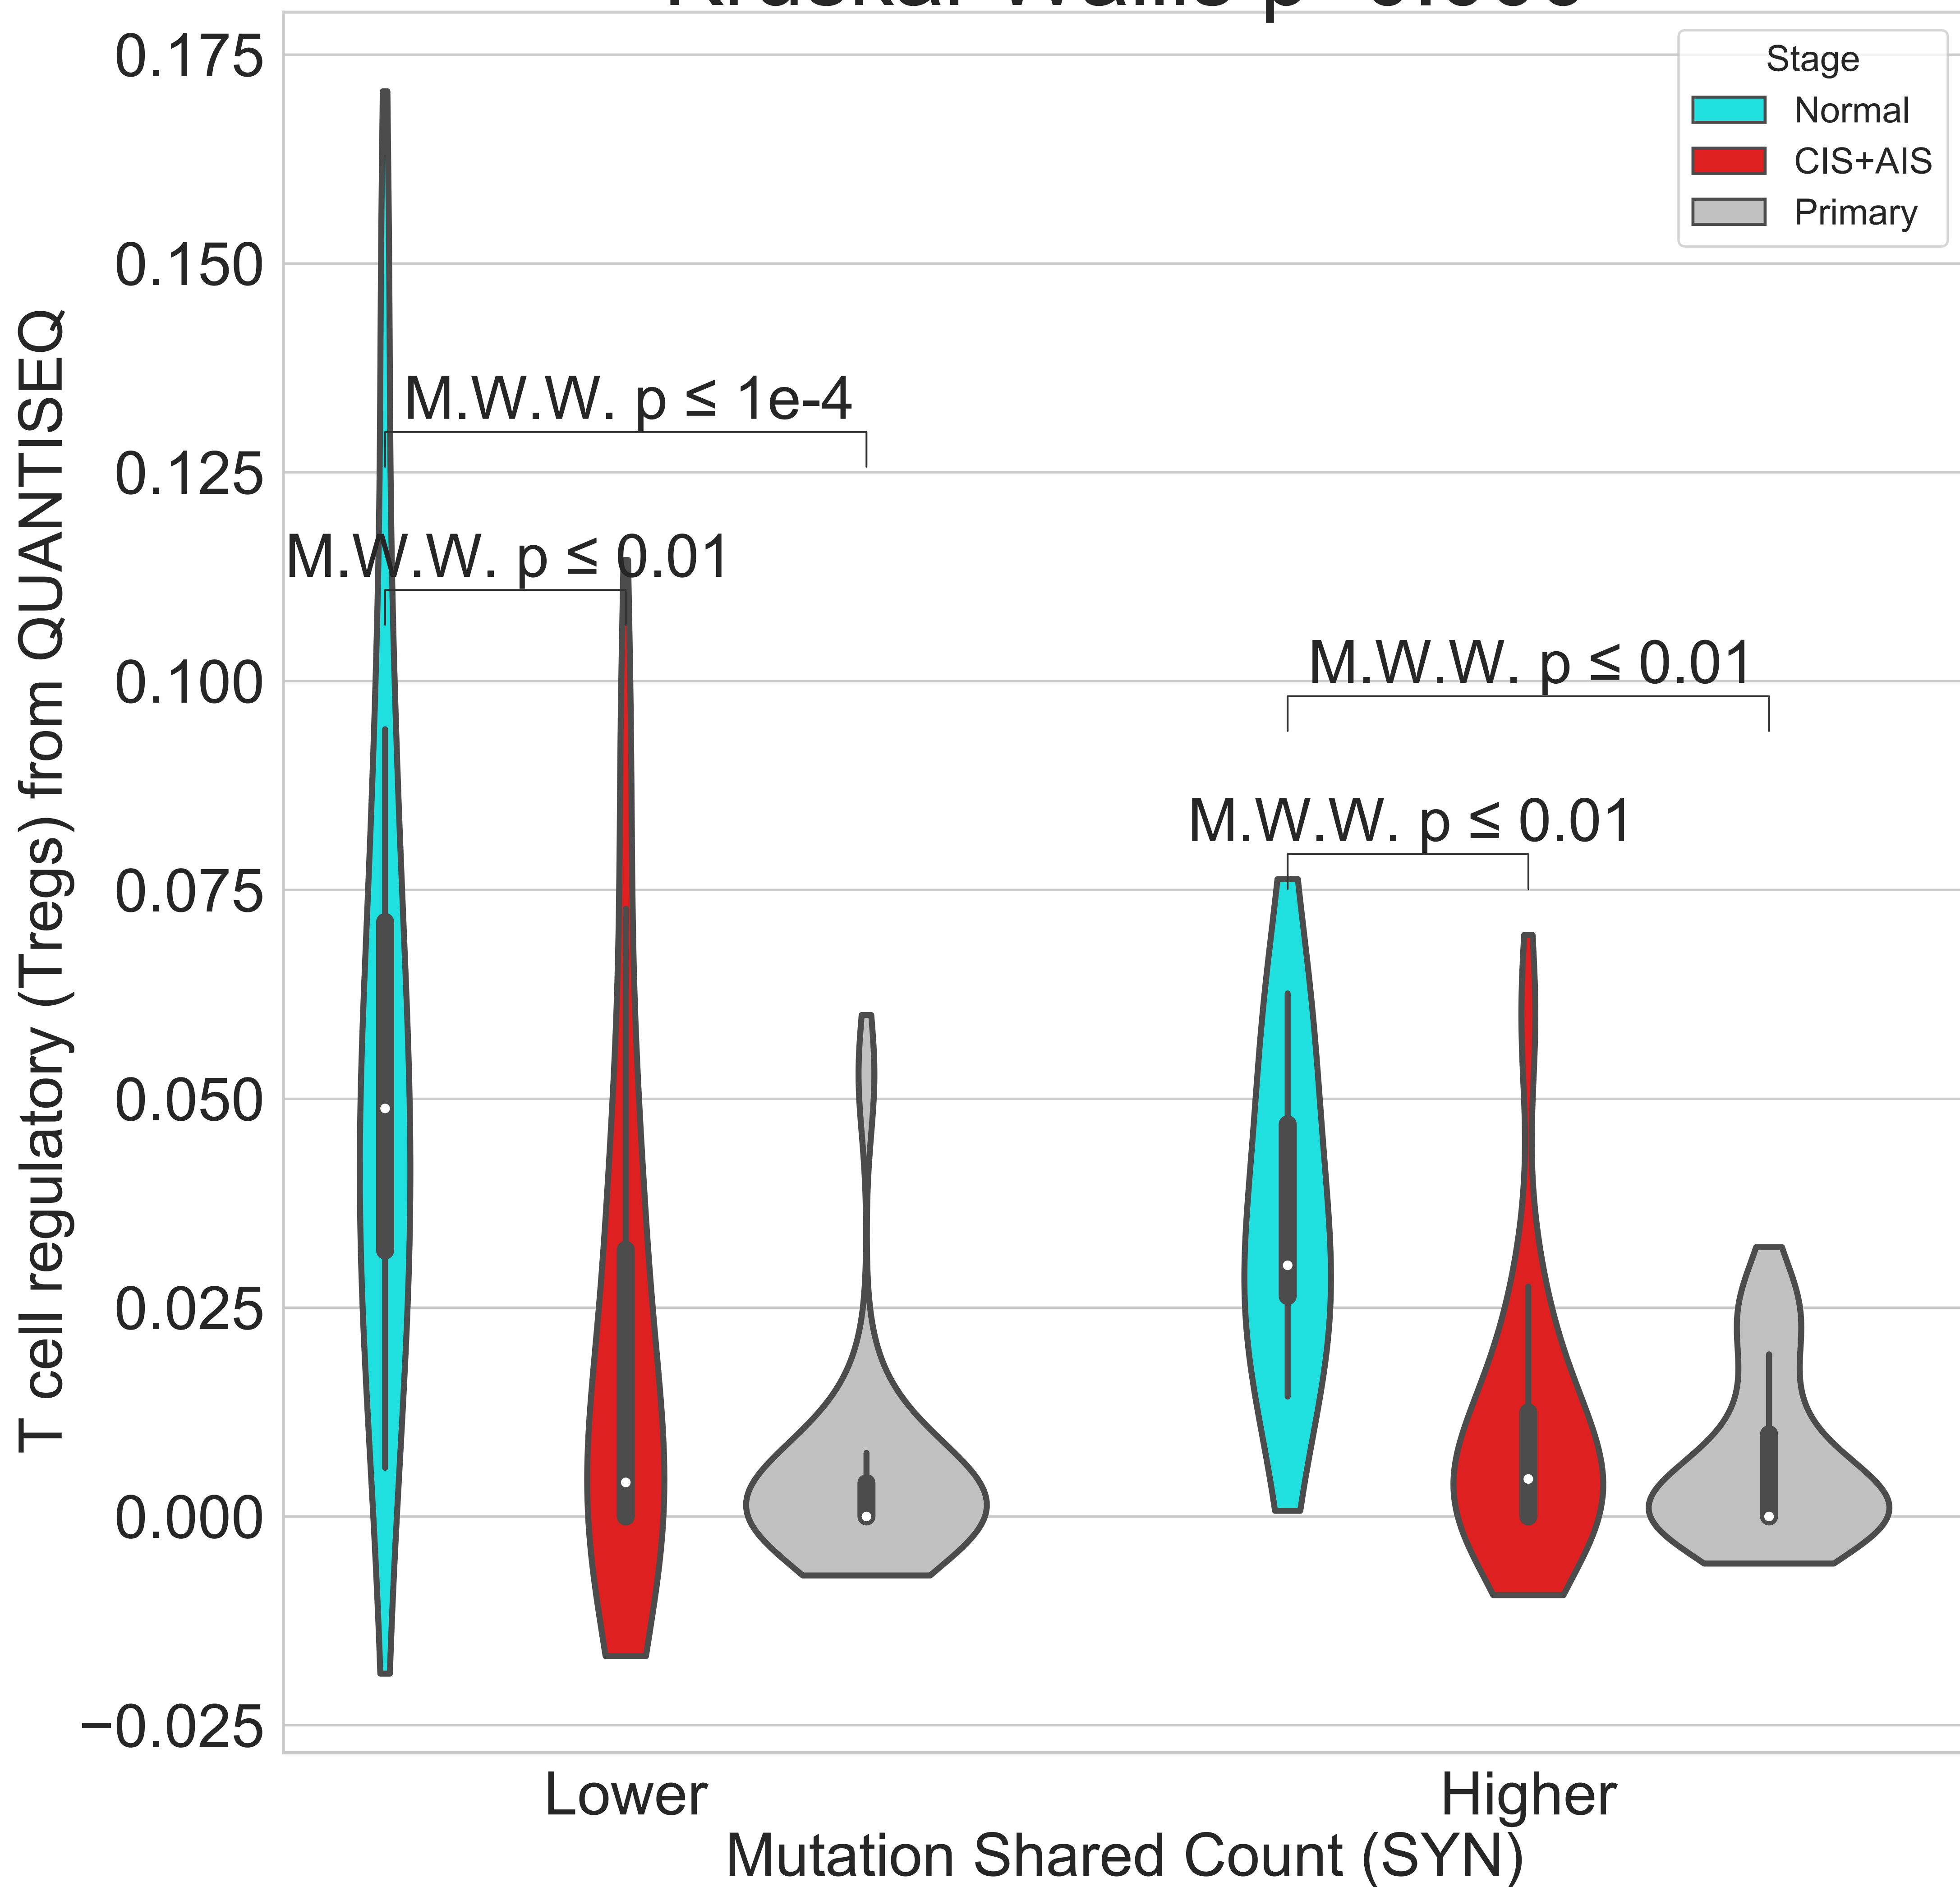 Stage
Normal
CIS+AIS
Primary
0.175
0.150
0.125
0.100
0.075
0.050
0.025
0.000
−0.025
T cell regulatory (Tregs) from QUANTISEQ
M.W.W. p ≤ 1e-4
M.W.W. p ≤ 0.01
M.W.W. p ≤ 0.01
M.W.W. p ≤ 0.01
Lower
Higher
Mutation Shared Count (SYN)